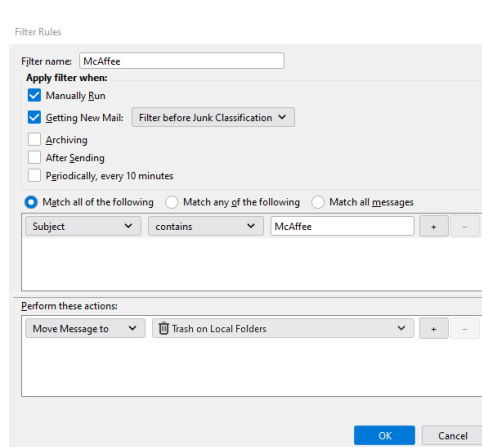 Filter Rules
Filter name: McAffee
Apply filter when:
Manually Run
Getting New Mail: Filter before Junk Classification
Archiving
After Sending
Periodically, every 10 minutes
Match all of the following Match any of the following Match all messages
Subject contains McAffee + -
Perform these actions:
Move Message to Trash on Local Folders + -
OK Cancel